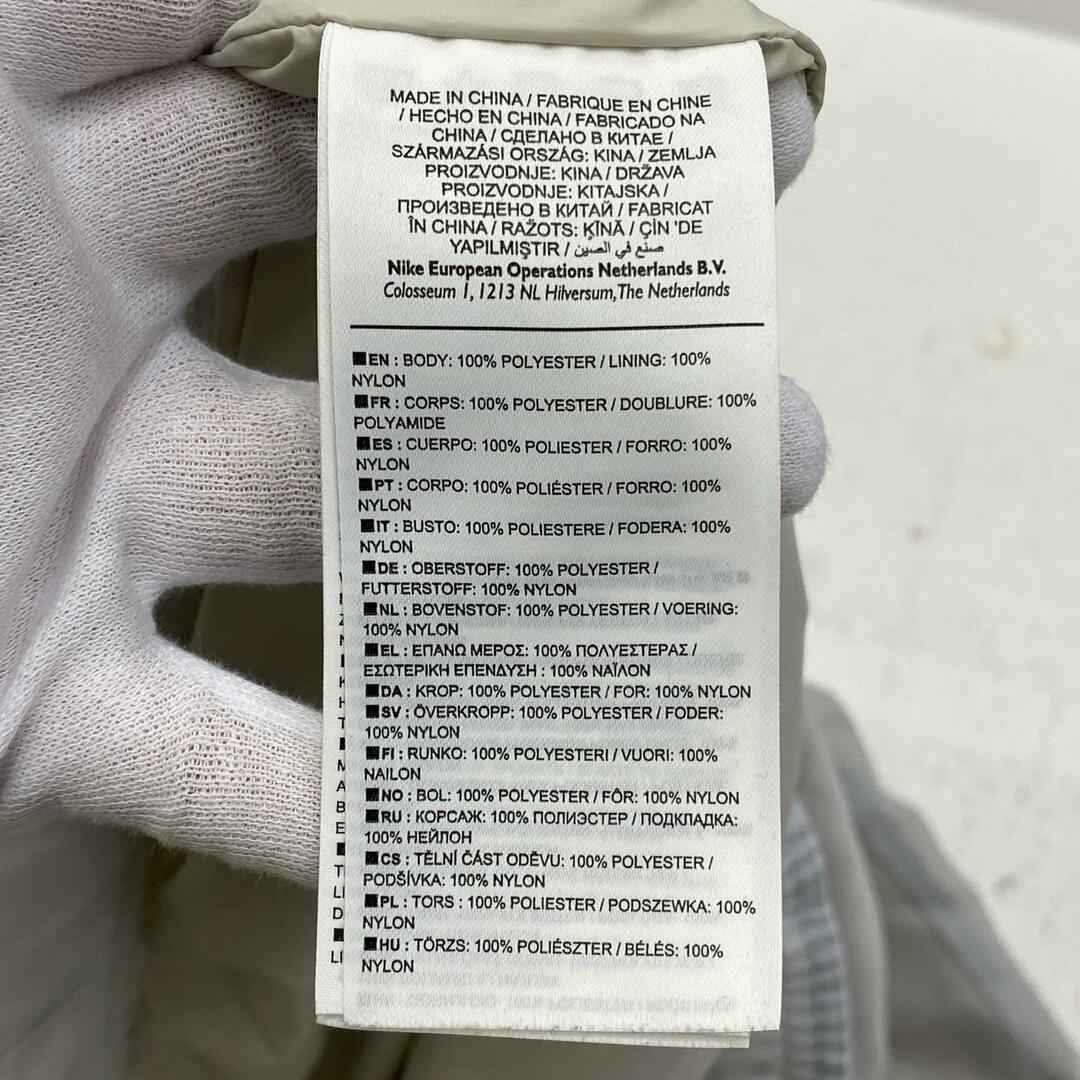 MADE IN CHINA / FABRIQUE EN CHINE
/ HECHO EN CHINA / FABRICADO NA
CHINA / СДЕЛАНО В КИТАЕ /
SZÁRMAZÁSI ORSZÁG: KINA / ZEMLJA
PROIZVODNJE: KINA / DRŽAVA
PROIZVODNJE: KITAJSKA /
ПРОИЗВЕДЕНО В КИТАЙ / FABRICAT
ÎN CHINA / RAŽOTS: ĶĪNĀ / ÇİN 'DE
YAPILMIŞTIR / صنع في الصين
Nike European Operations Netherlands B.V.
Colosseum 1, 1213 NL Hilversum, The Netherlands
EN : BODY: 100% POLYESTER / LINING: 100%
NYLON
FR : CORPS: 100% POLYESTER / DOUBLURE: 100%
POLYAMIDE
ES : CUERPO: 100% POLIESTER / FORRO: 100%
NYLON
PT : CORPO: 100% POLIÉSTER / FORRO: 100%
NYLON
IT : BUSTO: 100% POLIESTERE / FODERA: 100%
NYLON
DE : OBERSTOFF: 100% POLYESTER /
FUTTERSTOFF: 100% NYLON
NL : BOVENSTOF: 100% POLYESTER / VOERING:
100% NYLON
EL : ΕΠΑΝΩ ΜΕΡΟΣ: 100% ΠΟΛΥΕΣΤΕΡΑΣ /
ΕΣΩΤΕΡΙΚΗ ΕΠΕΝΔΥΣΗ : 100% ΝΑΪΛΟΝ
DA : KROP: 100% POLYESTER / FOR: 100% NYLON
SV : ÖVERKROPP: 100% POLYESTER / FODER:
100% NYLON
FI : RUNKO: 100% POLYESTERI / VUORI: 100%
NAILON
NO : BOL: 100% POLYESTER / FÔR: 100% NYLON
RU : КОРСАЖ: 100% ПОЛИЭСТЕР / ПОДКЛАДКА:
100% НЕЙЛОН
CS : TĚLNÍ ČÁST ODĚVU: 100% POLYESTER /
PODŠÍVKA: 100% NYLON
PL : TORS : 100% POLIESTER / PODSZEWKA: 100%
NYLON
HU : TÖRZS: 100% POLIÉSZTER / BÉLÉS: 100%
NYLON